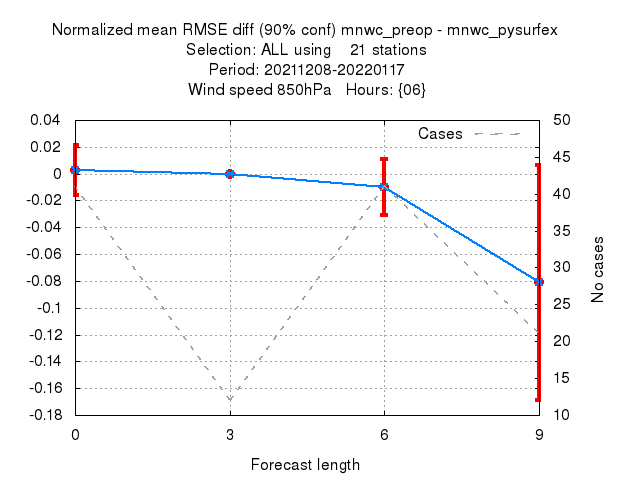 Normalized mean RMSE diff (90% conf) mnwc_preop - mnwc_pysurfex
Selection: ALL using    21 stations
Period: 20211208-20220117
Wind speed 850hPa   Hours: {06}
Cases
0.04
0.02
0
-0.02
-0.04
-0.06
-0.08
-0.1
-0.12
-0.14
-0.16
-0.18
50
45
40
35
30
25
20
15
10
No cases
0 3 6 9
Forecast length